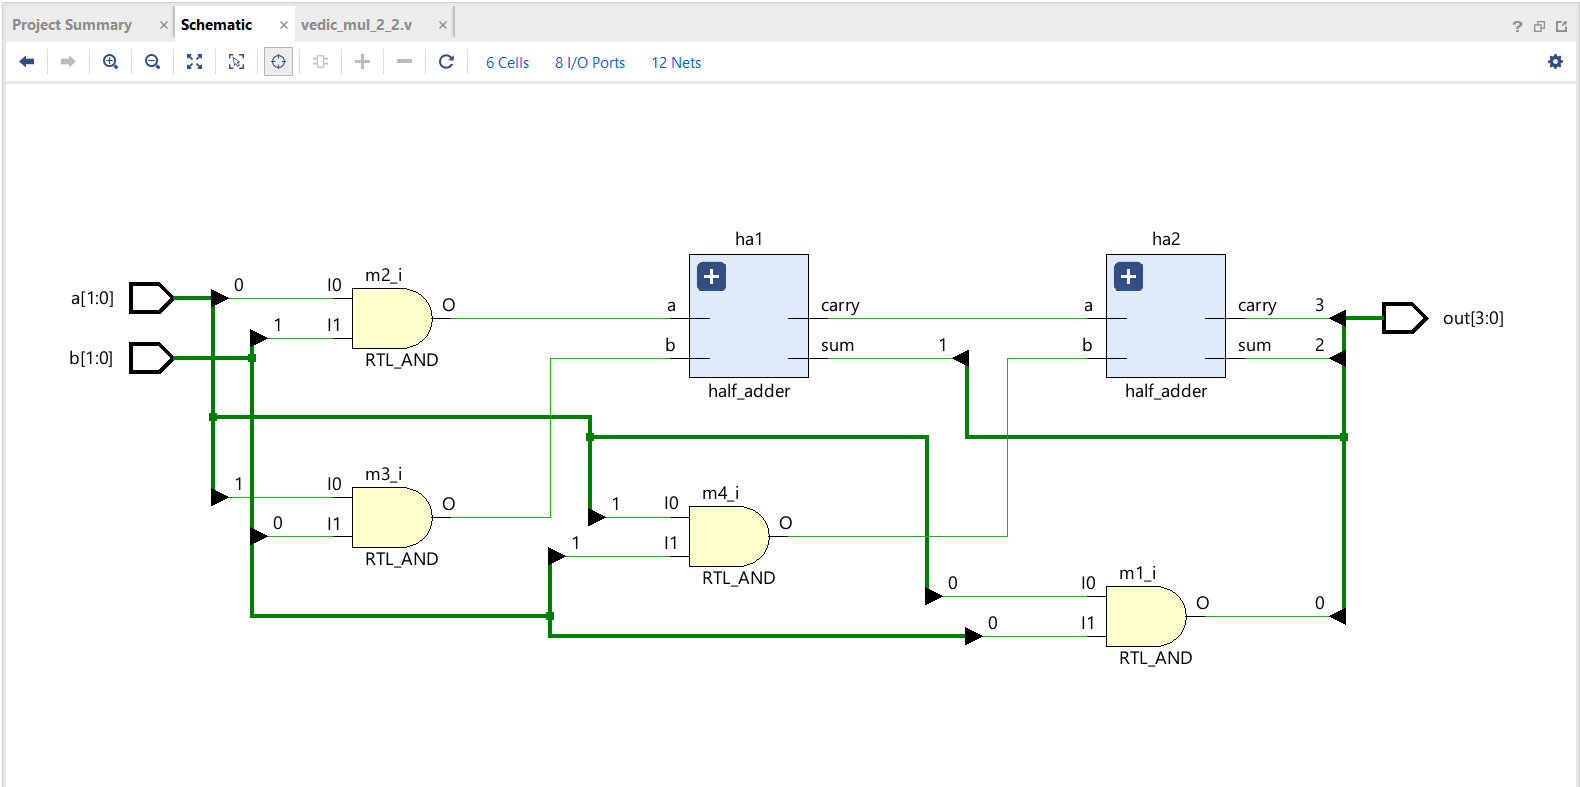 Project Summary × Schematic × vedic_mul_2_2.v ×
?
6 Cells 8 I/O Ports 12 Nets
ha1 ha2
a[1:0] 0 I0 m2_i O a carry a carry 3 out[3:0]
b[1:0] 1 I1 RTL_AND b sum 1 b sum 2
half_adder half_adder
1 I0 m3_i O
0 I1 RTL_AND
1 I0 m4_i O
1 I1 RTL_AND
0 I0 m1_i O 0
0 I1 RTL_AND